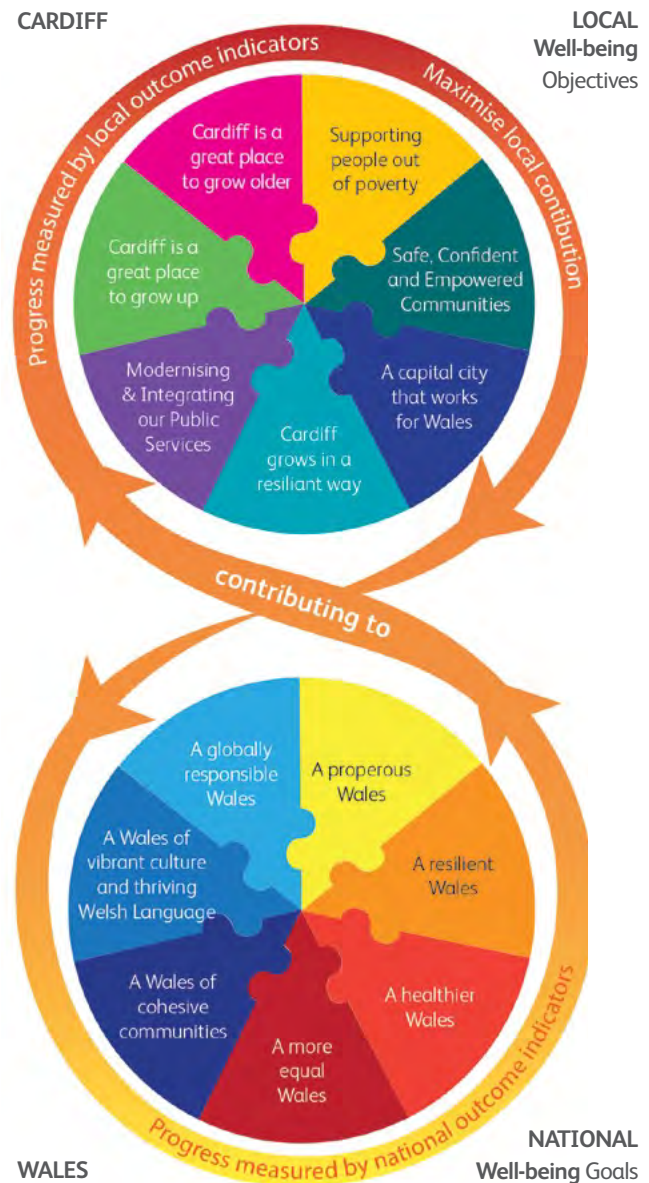 CARDIFF
LOCAL
Well-being
Objectives
Progress measured by local outcome indicators
Maximise local contibution
Cardiff is a
great place
to grow older
Supporting
people out
of poverty
Cardiff is a
great place
to grow up
Safe, Confident
and Empowered
Communities
Modernising
& Integrating
our Public
Services
A capital city
that works
for Wales
Cardiff
grows in a
resiliant way
contributing to
A globally
responsible
Wales
A properous
Wales
A Wales of
vibrant culture
and thriving
Welsh Language
A resilient
Wales
A Wales of
cohesive
communities
A healthier
Wales
A more
equal
Wales
Progress measured by national outcome indicators
WALES
NATIONAL
Well-being Goals